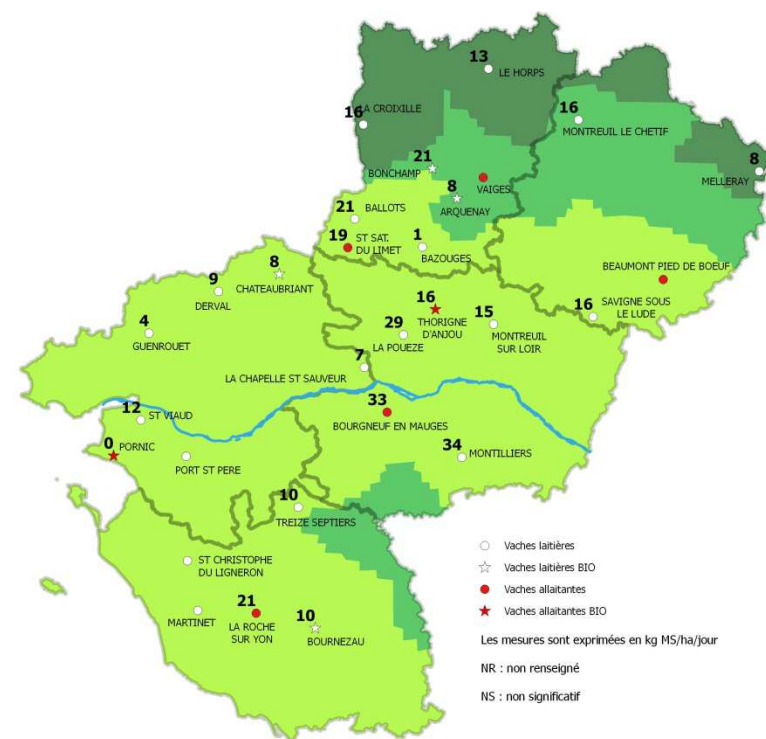 13
LE HORPS
LA CROIXILLE
16
16
MONTREUIL LE CHETIF
21
BONCHAMP
8
MELLERAY
VAIGES
8
ARQUENAY
21
BALLOTS
19
ST SAT.
DU LIMET
1
BAZOUGES
BEAUMONT PIED DE BOEUF
8
CHATEAUBRIANT
9
DERVAL
16
THORIGNE
D'ANJOU
15
MONTREUIL
SUR LOIR
16
SAVIGNE SOUS
LE LUDE
4
GUENROUET
29
LA POUEZE
7
LA CHAPELLE ST SAUVEUR
12
ST VIAUD
33
BOURGNEUF EN MAUGES
0
PORNIC
PORT ST PERE
34
MONTILLIERS
10
TREIZE SEPTIERS
ST CHRISTOPHE
DU LIGNERON
MARTINET
21
LA ROCHE
SUR YON
10
BOURNEZAU
Vaches laitières
Vaches laitières BIO
Vaches allaitantes
Vaches allaitantes BIO
Les mesures sont exprimées en kg MS/ha/jour
NR : non renseigné
NS : non significatif